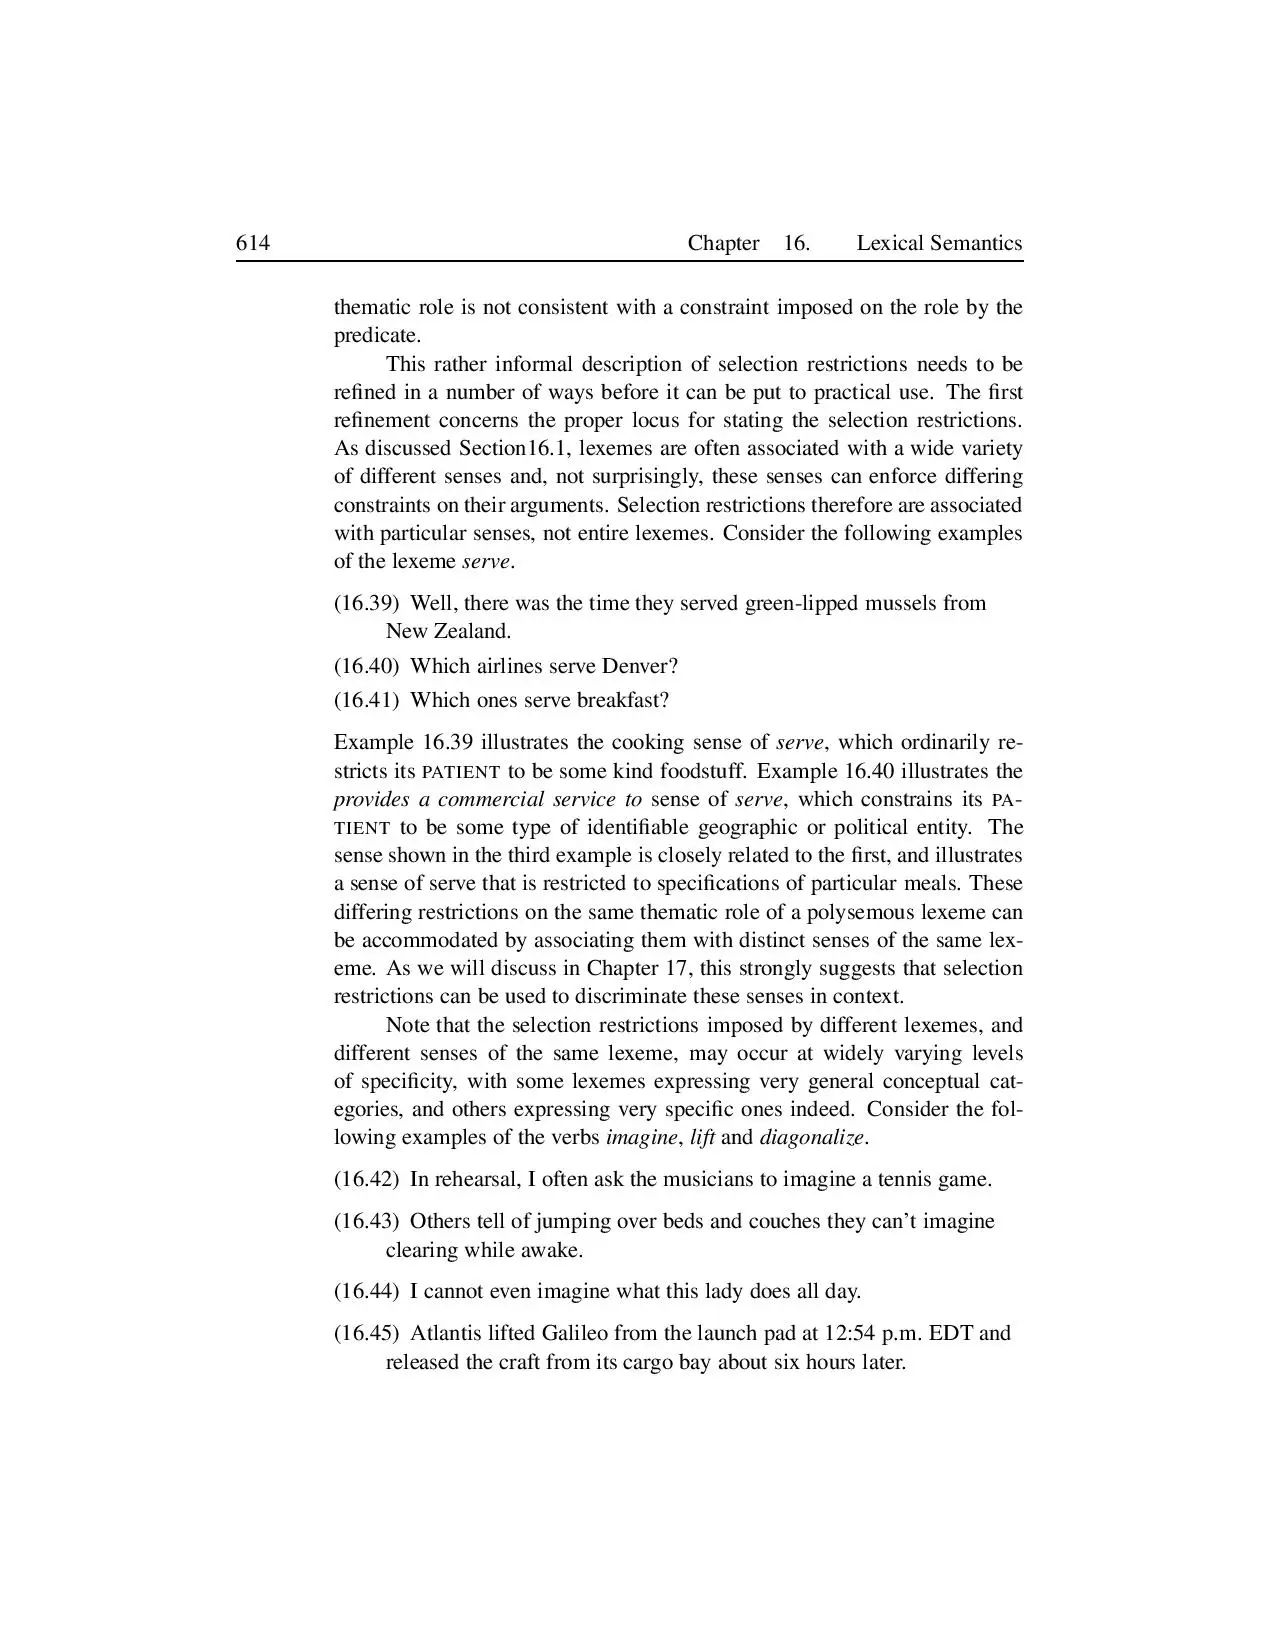 614 Chapter 16. Lexical Semantics
thematic role is not consistent with a constraint imposed on the role by the
predicate.
This rather informal description of selection restrictions needs to be
refined in a number of ways before it can be put to practical use. The first
refinement concerns the proper locus for stating the selection restrictions.
As discussed Section16.1, lexemes are often associated with a wide variety
of different senses and, not surprisingly, these senses can enforce differing
constraints on their arguments. Selection restrictions therefore are associated
with particular senses, not entire lexemes. Consider the following examples
of the lexeme serve.
(16.39) Well, there was the time they served green-lipped mussels from
New Zealand.
(16.40) Which airlines serve Denver?
(16.41) Which ones serve breakfast?
Example 16.39 illustrates the cooking sense of serve, which ordinarily re-
stricts its PATIENT to be some kind foodstuff. Example 16.40 illustrates the
provides a commercial service to sense of serve, which constrains its PA-
TIENT to be some type of identifiable geographic or political entity. The
sense shown in the third example is closely related to the first, and illustrates
a sense of serve that is restricted to specifications of particular meals. These
differing restrictions on the same thematic role of a polysemous lexeme can
be accommodated by associating them with distinct senses of the same lex-
eme. As we will discuss in Chapter 17, this strongly suggests that selection
restrictions can be used to discriminate these senses in context.
Note that the selection restrictions imposed by different lexemes, and
different senses of the same lexeme, may occur at widely varying levels
of specificity, with some lexemes expressing very general conceptual cat-
egories, and others expressing very specific ones indeed. Consider the fol-
lowing examples of the verbs imagine, lift and diagonalize.
(16.42) In rehearsal, I often ask the musicians to imagine a tennis game.
(16.43) Others tell of jumping over beds and couches they can't imagine
clearing while awake.
(16.44) I cannot even imagine what this lady does all day.
(16.45) Atlantis lifted Galileo from the launch pad at 12:54 p.m. EDT and
released the craft from its cargo bay about six hours later.